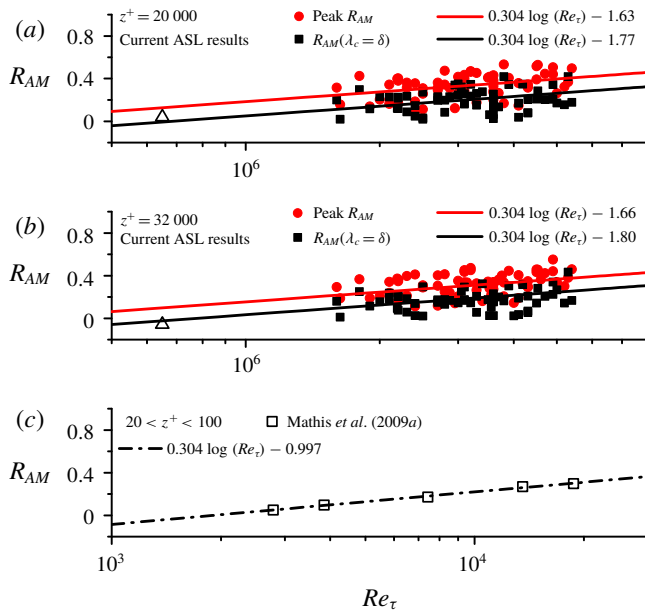 (a)
z⁺ = 20 000
Current ASL results
Peak R_AM
R_AM(λ_c = δ)
0.304 log (Re_τ) − 1.63
0.304 log (Re_τ) − 1.77
R_AM
0.8
0.4
0
10⁶
(b)
z⁺ = 32 000
Current ASL results
Peak R_AM
R_AM(λ_c = δ)
0.304 log (Re_τ) − 1.66
0.304 log (Re_τ) − 1.80
R_AM
0.8
0.4
0
10⁶
(c)
20 < z⁺ < 100
Mathis et al. (2009a)
0.304 log (Re_τ) − 0.997
R_AM
0.8
0.4
0
10³
10⁴
Re_τ